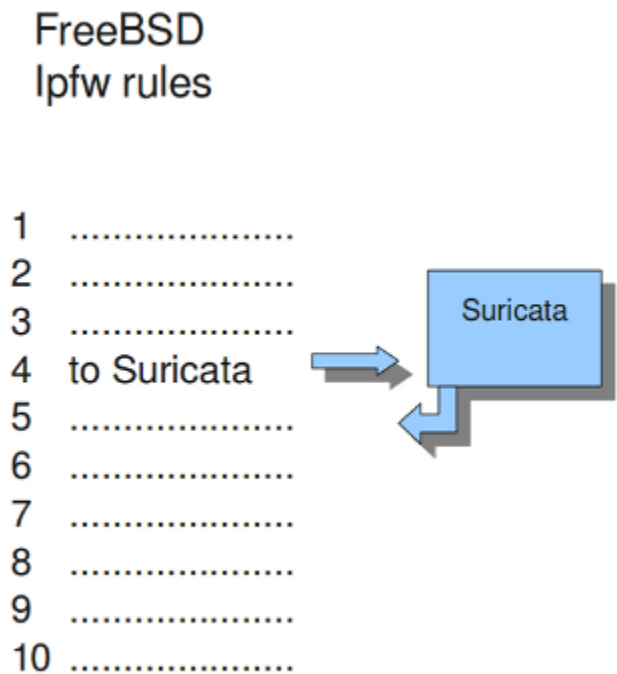 FreeBSD
Ipfw rules
1 .....................
2 .....................
3 .....................
4 to Suricata
5 .....................
6 .....................
7 .....................
8 .....................
9 .....................
10 .....................
Suricata